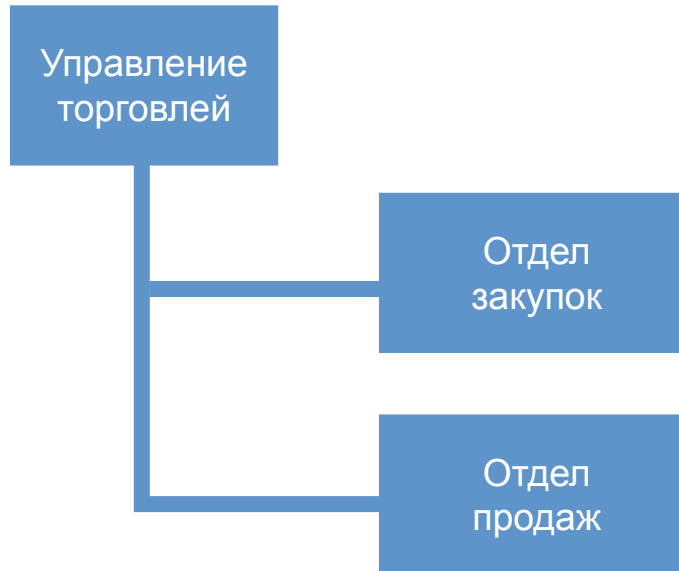 Управление
торговлей
Отдел
закупок
Отдел
продаж